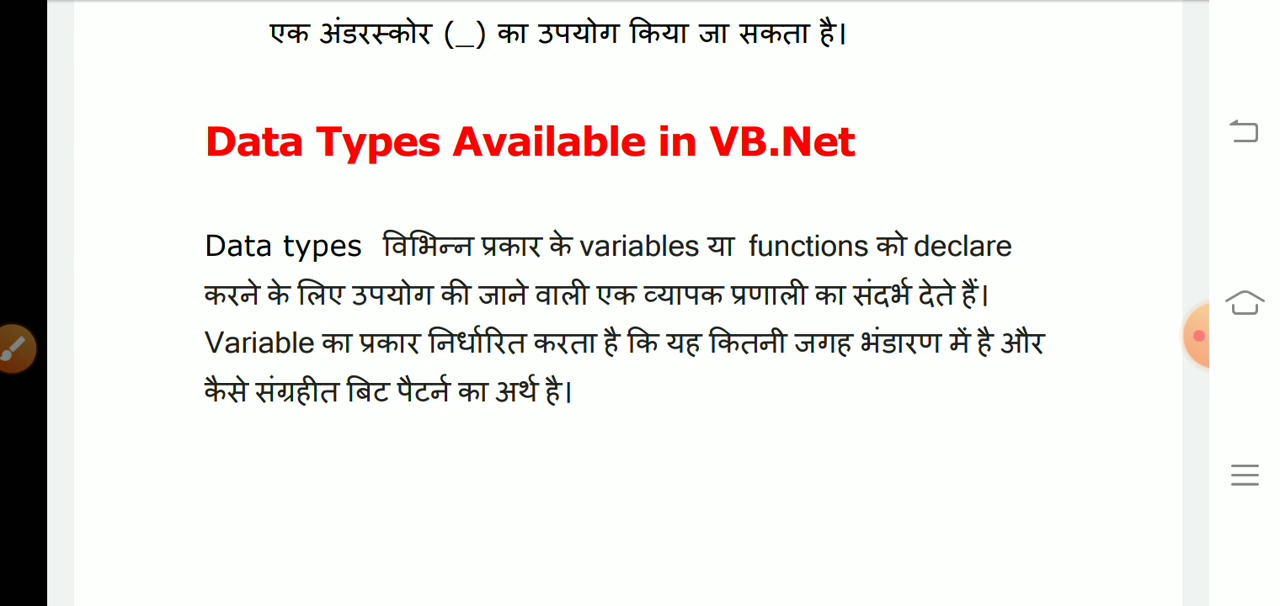 एक अंडरस्कोर (_) का उपयोग किया जा सकता है।
Data Types Available in VB.Net
Data types विभिन्न प्रकार के variables या functions को declare
करने के लिए उपयोग की जाने वाली एक व्यापक प्रणाली का संदर्भ देते हैं।
Variable का प्रकार निर्धारित करता है कि यह कितनी जगह भंडारण में है और
कैसे संग्रहीत बिट पैटर्न का अर्थ है।